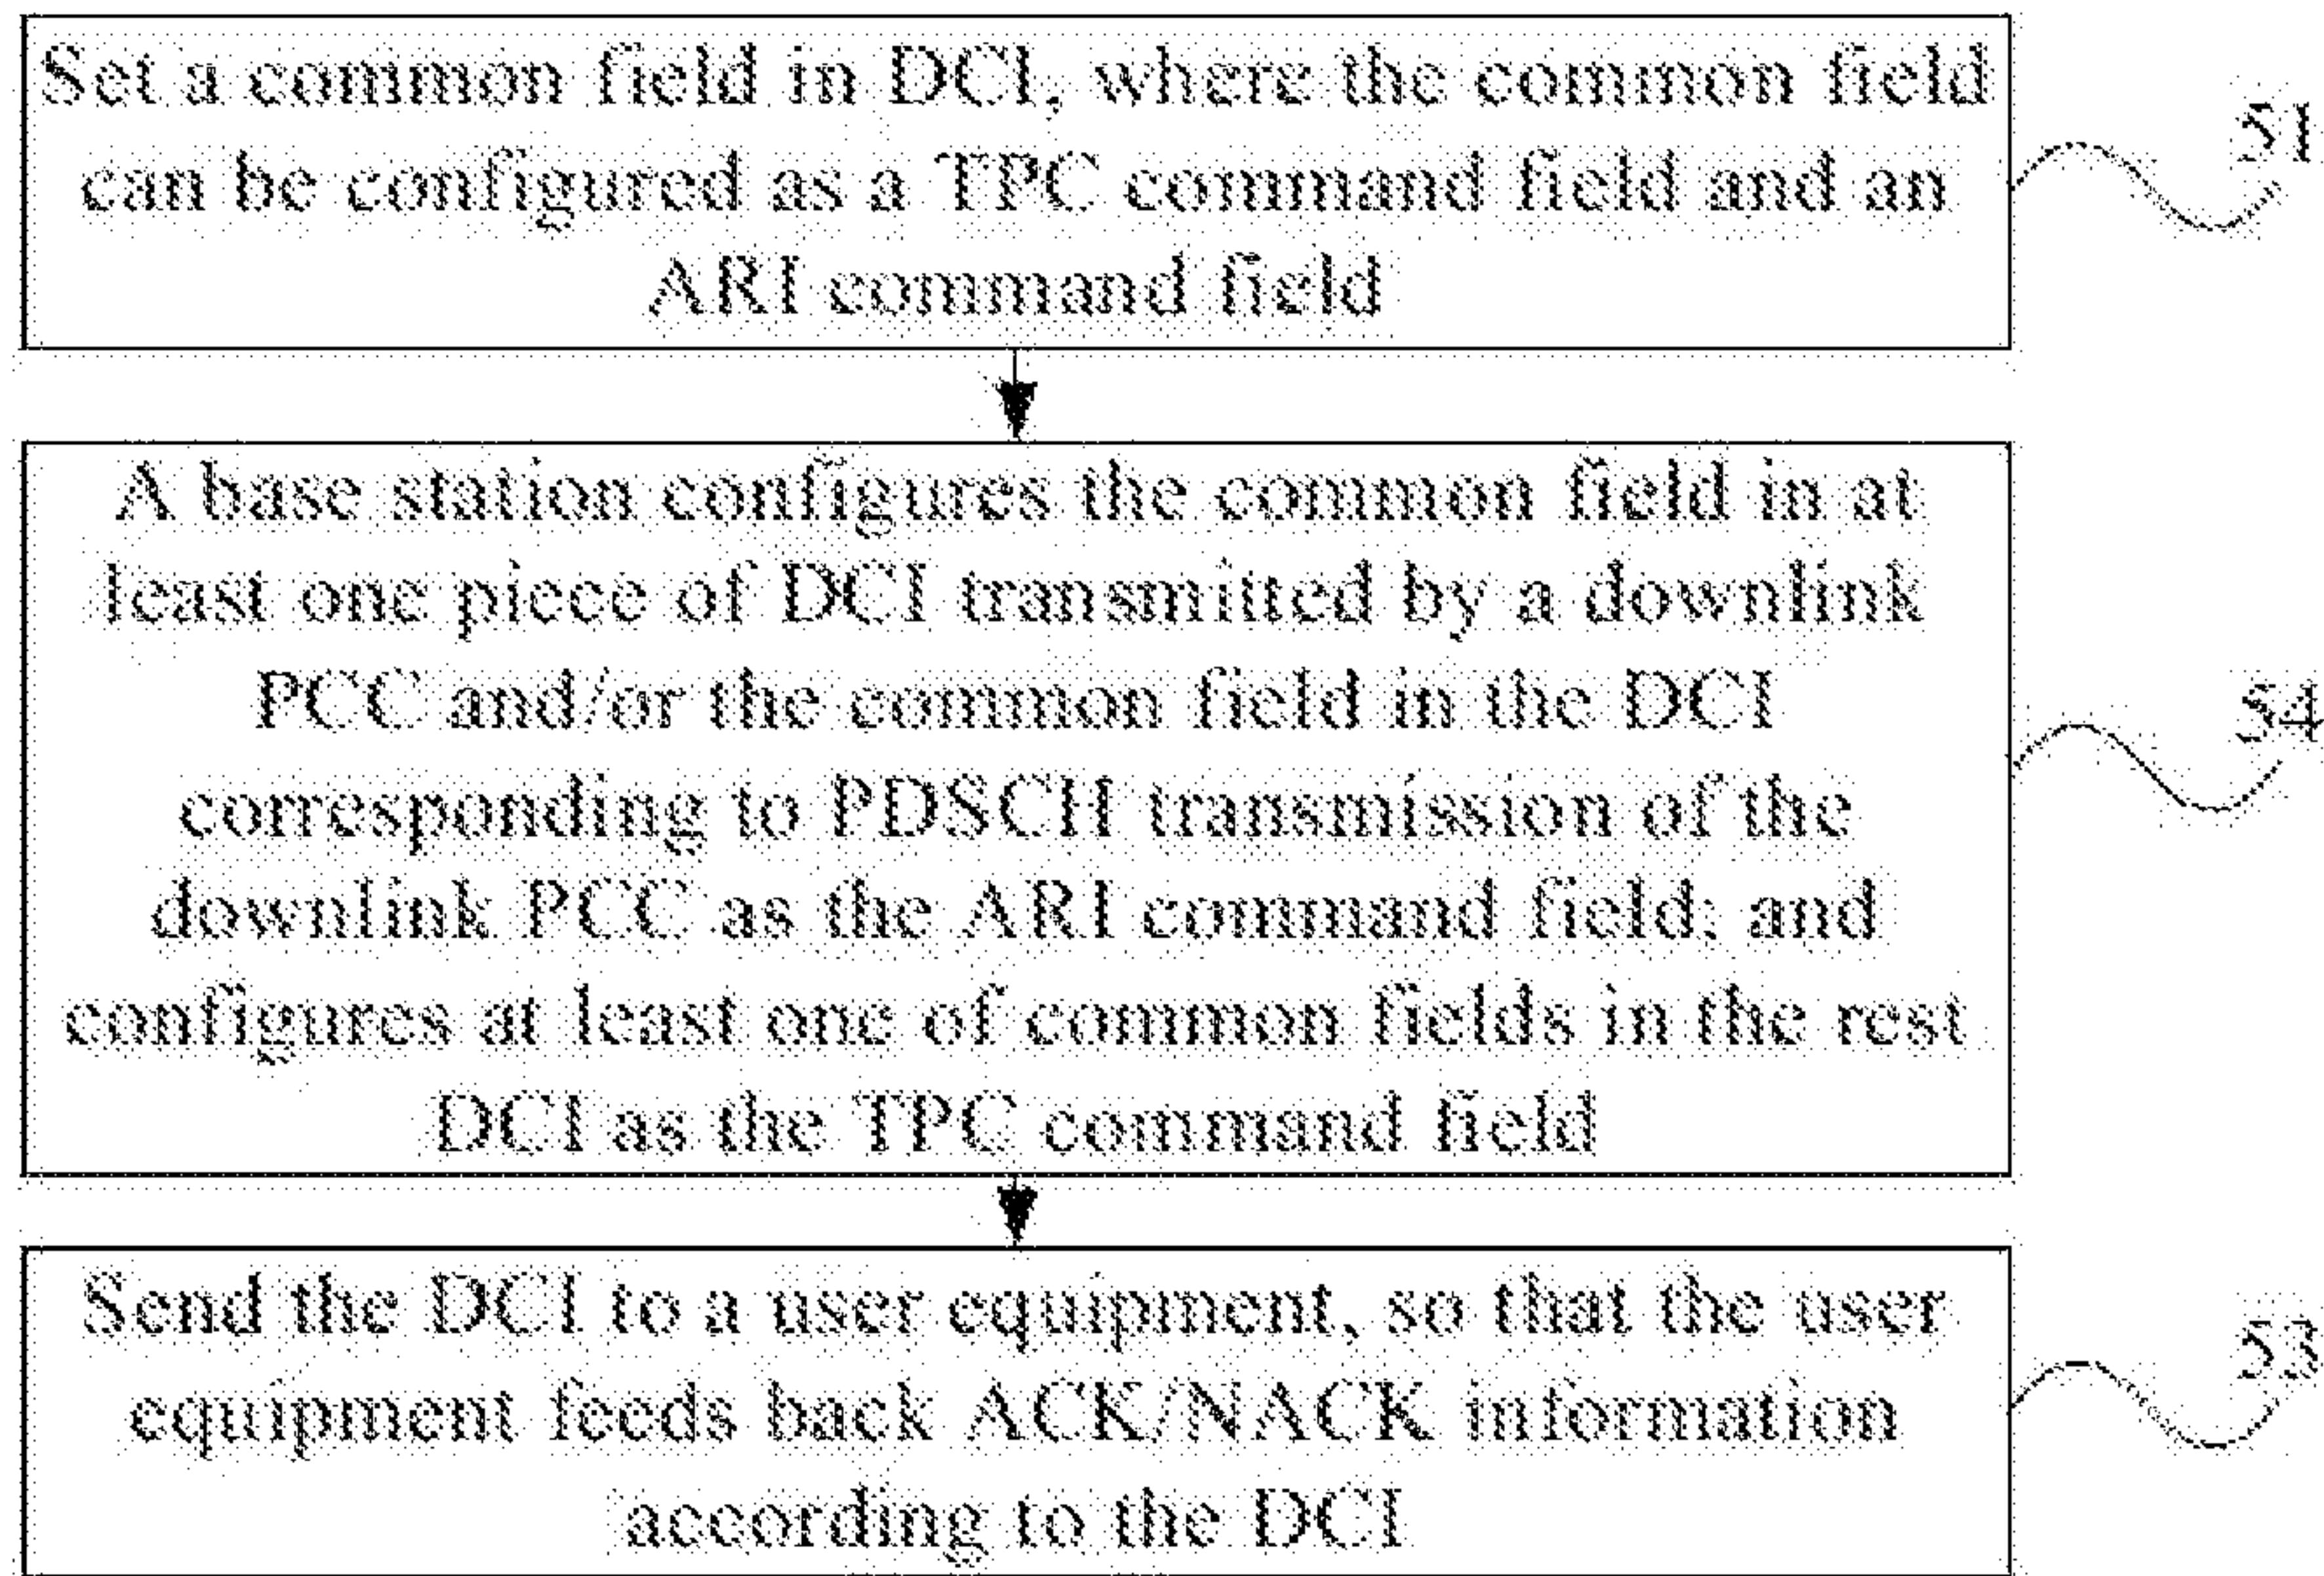 Set a common field in DCI, where the common field
can be configured as a TPC command field and an
ARI command field
51
A base station configures the common field in at
least one piece of DCI transmitted by a downlink
PCC and/or the common field in the DCI
corresponding to PDSCH transmission of the
downlink PCC as the ARI command field; and
configures at least one of common fields in the rest
DCI as the TPC command field
54
Send the DCI to a user equipment, so that the user
equipment feeds back ACK/NACK information
according to the DCI
53